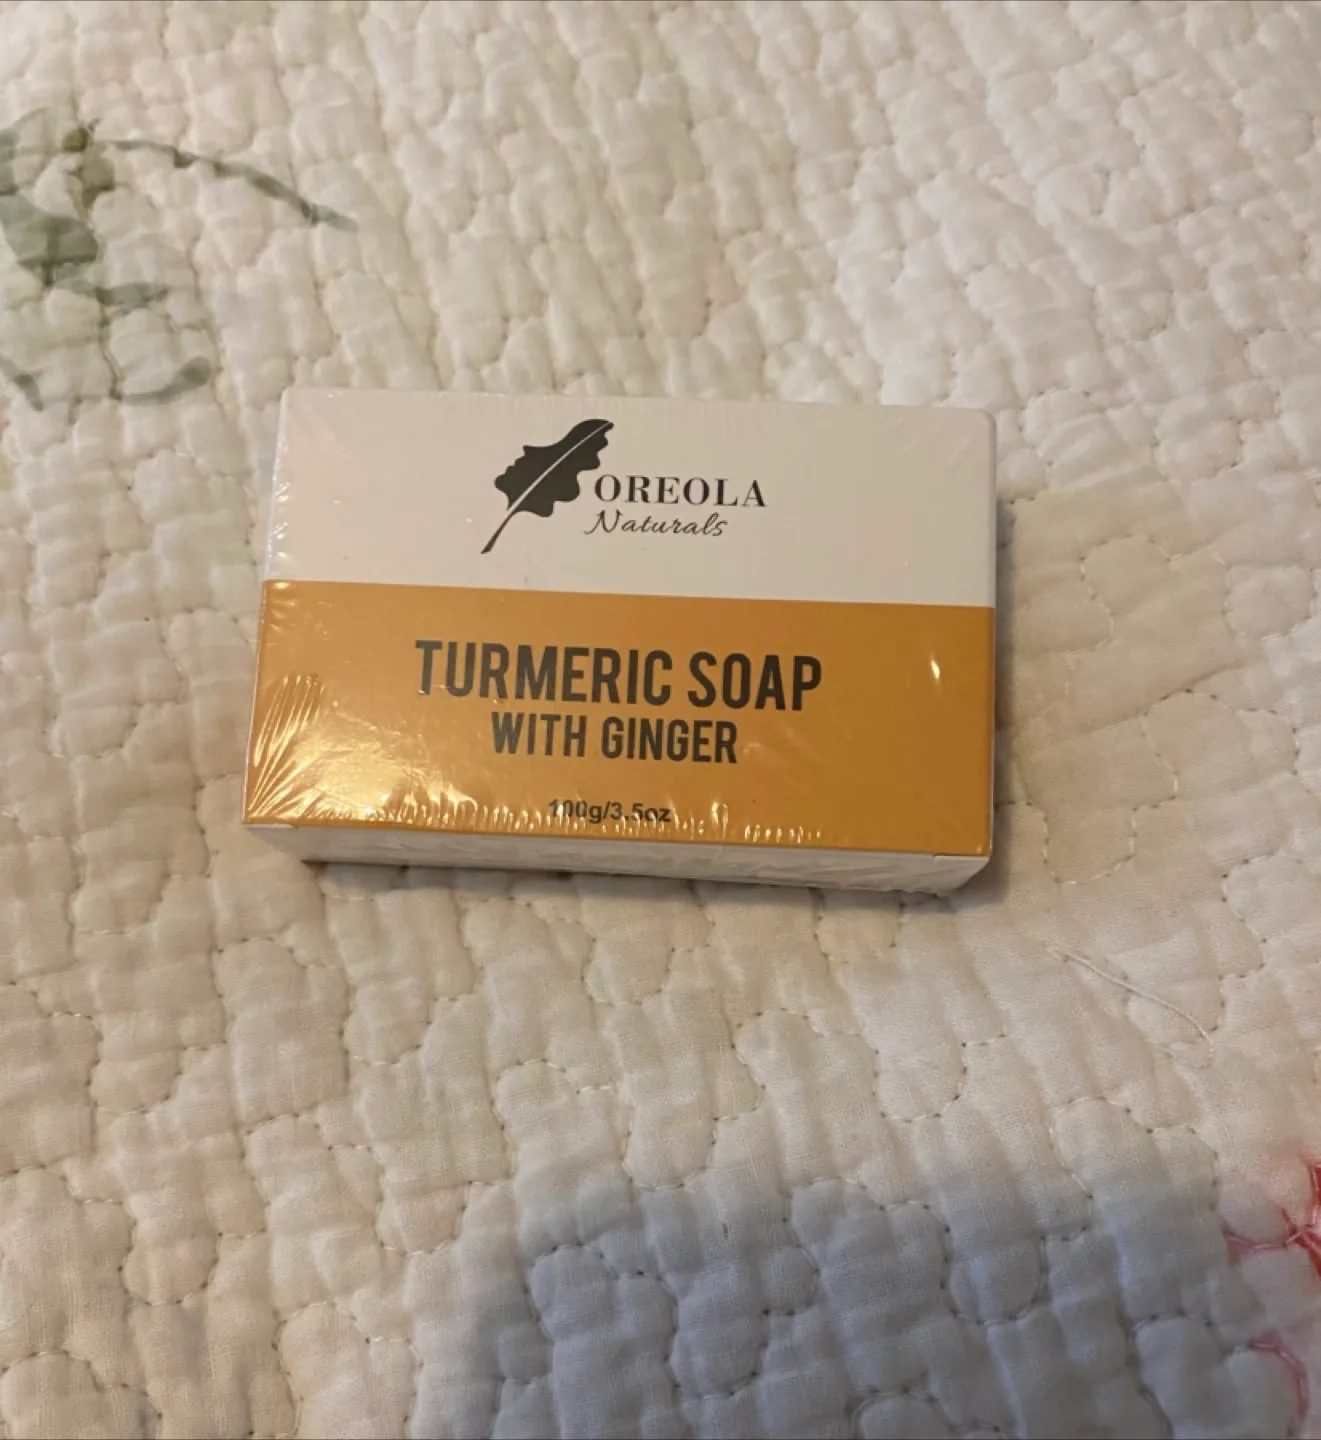 OREOLA
Naturals
TURMERIC SOAP
WITH GINGER
100g/3.5oz